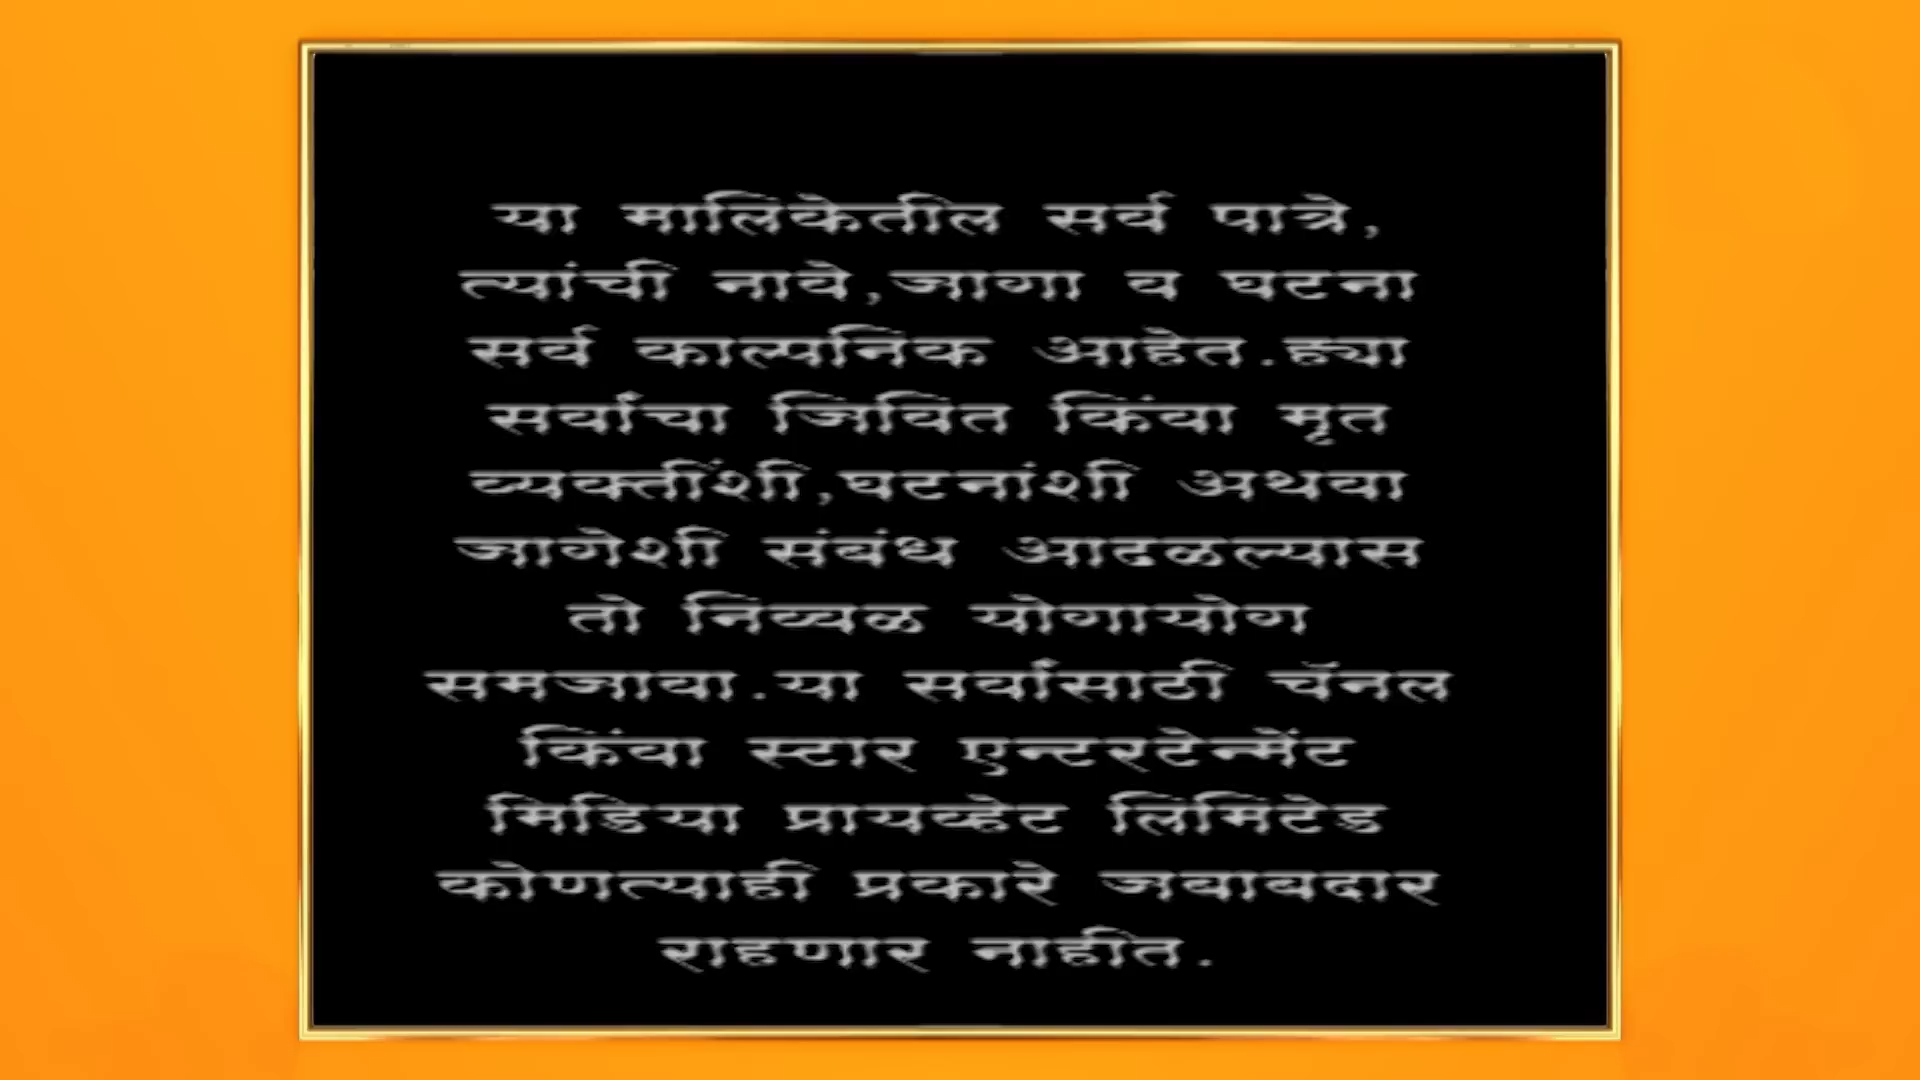 या मालिकेतील सर्व पात्रे,
त्यांची नावे,जागा व घटना
सर्व काल्पनिक आहेत.ह्या
सर्वांचा जिवित किंवा मृत
व्यक्तींशी,घटनांशी अथवा
जागेशी संबंध आढळल्यास
तो निव्वळ योगायोग
समजावा.या सर्वांसाठी चॅनल
किंवा स्टार एन्टरटेन्मेंट
मिडिया प्रायव्हेट लिमिटेड
कोणत्याही प्रकारे जबाबदार
राहणार नाहीत.